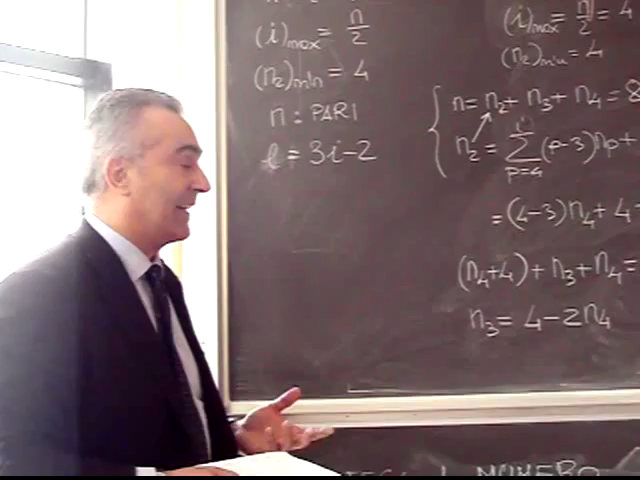 (i)max = n/2
(n2)min = 4
n = PARI
l = 3i-2
(i)max = n/2 = 4
(n2)min = 4
n = n2 + n3 + n4 = 8
n2 = i∑p=4 (p-3)np +
= (4-3)n4 + 4
(n4+4) + n3 + n4 =
n3 = 4-2n4
NUMERO